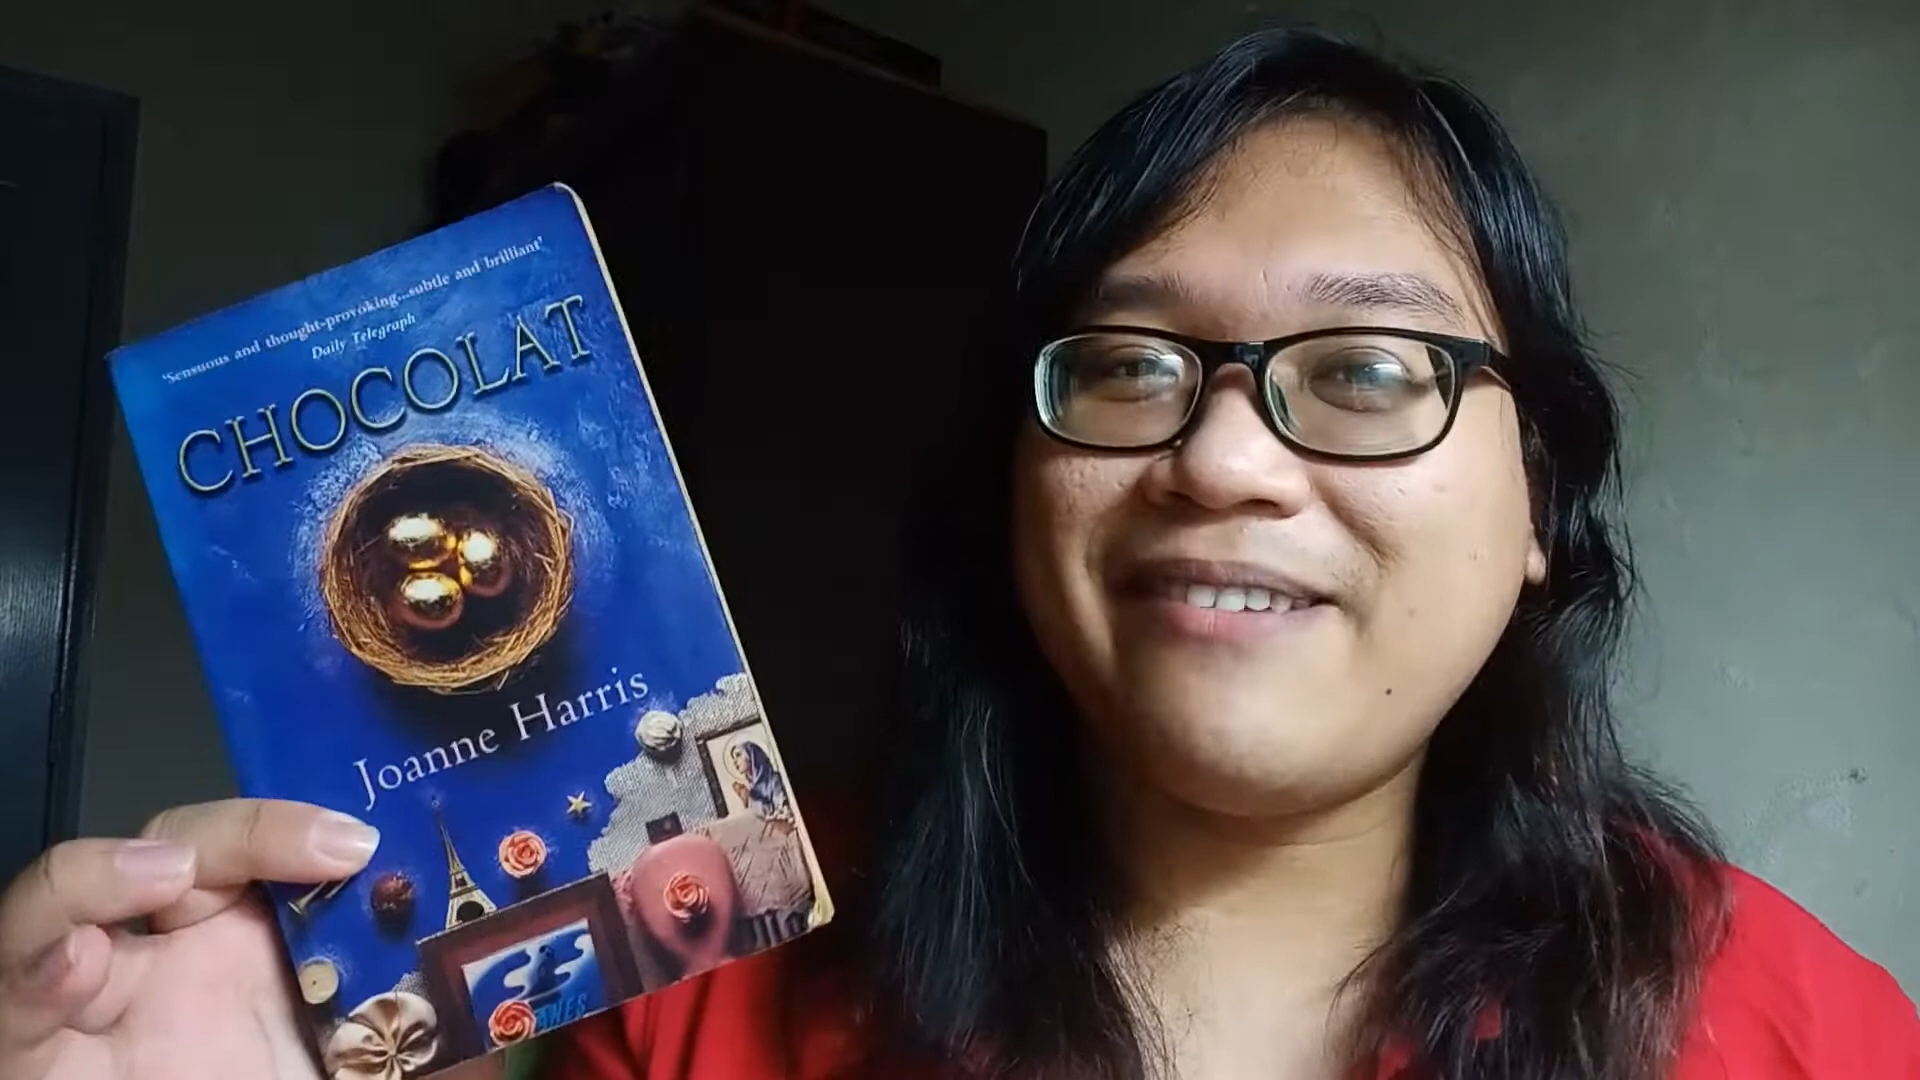 ‘Sensuous and thought-provoking...subtle and brilliant’
Daily Telegraph
CHOCOLAT
Joanne Harris